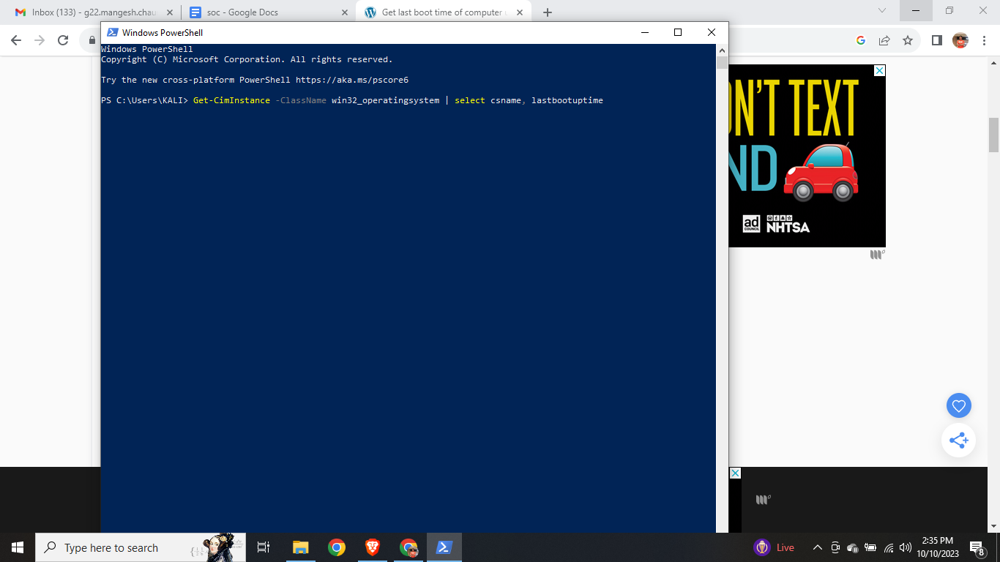 Inbox (133) - g22.mangesh.chau
soc - Google Docs
Get last boot time of computer u
Windows PowerShell
Windows PowerShell
Copyright (C) Microsoft Corporation. All rights reserved.
Try the new cross-platform PowerShell https://aka.ms/pscore6
PS C:\Users\KALI> Get-CimInstance -ClassName win32_operatingsystem | select csname, lastbootuptime
ON'T TEXT
ND
ad
COUNCIL
NHTSA
Type here to search
Live
2:35 PM
10/10/2023
8